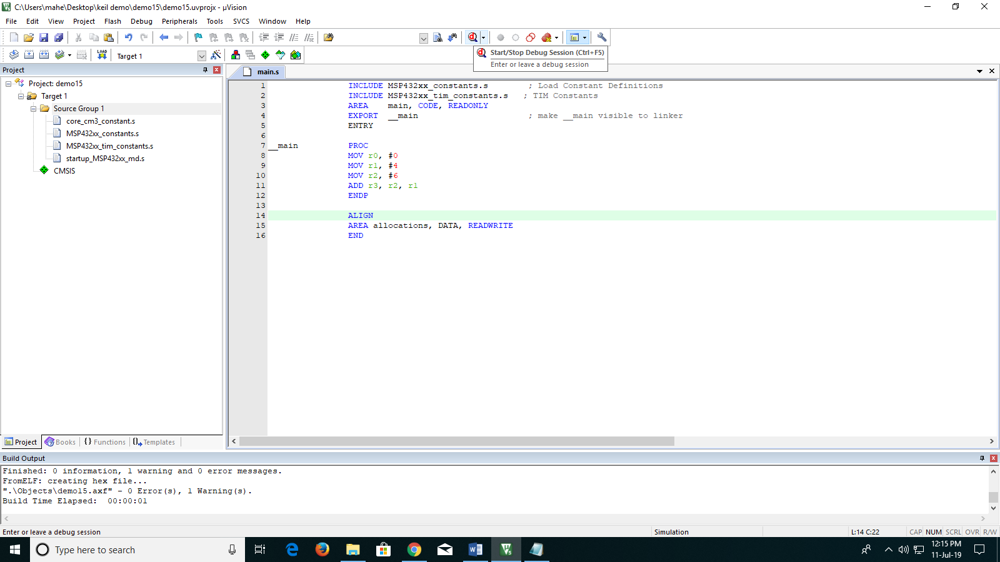 C:\Users\mahe\Desktop\keil demo\demo15\demo15.uvprojx - µVision
File Edit View Project Flash Debug Peripherals Tools SVCS Window Help
LOAD
Target 1
Start/Stop Debug Session (Ctrl+F5)
Enter or leave a debug session
Project
Project: demo15
Target 1
Source Group 1
core_cm3_constant.s
MSP432xx_constants.s
MSP432xx_tim_constants.s
startup_MSP432xx_md.s
CMSIS
Project Books Functions Templates
main.s
1 INCLUDE MSP432xx_constants.s ; Load Constant Definitions
2 INCLUDE MSP432xx_tim_constants.s ; TIM Constants
3 AREA main, CODE, READONLY
4 EXPORT __main ; make __main visible to linker
5 ENTRY
6
7 __main PROC
8 MOV r0, #0
9 MOV r1, #4
10 MOV r2, #6
11 ADD r3, r2, r1
12 ENDP
13
14 ALIGN
15 AREA allocations, DATA, READWRITE
16 END
Build Output
Finished: 0 information, 1 warning and 0 error messages.
FromELF: creating hex file...
".\Objects\demo15.axf" - 0 Error(s), 1 Warning(s).
Build Time Elapsed: 00:00:01
Enter or leave a debug session Simulation L:14 C:22 CAP NUM SCRL OVR R/W
Type here to search
12:15 PM
11-Jul-19